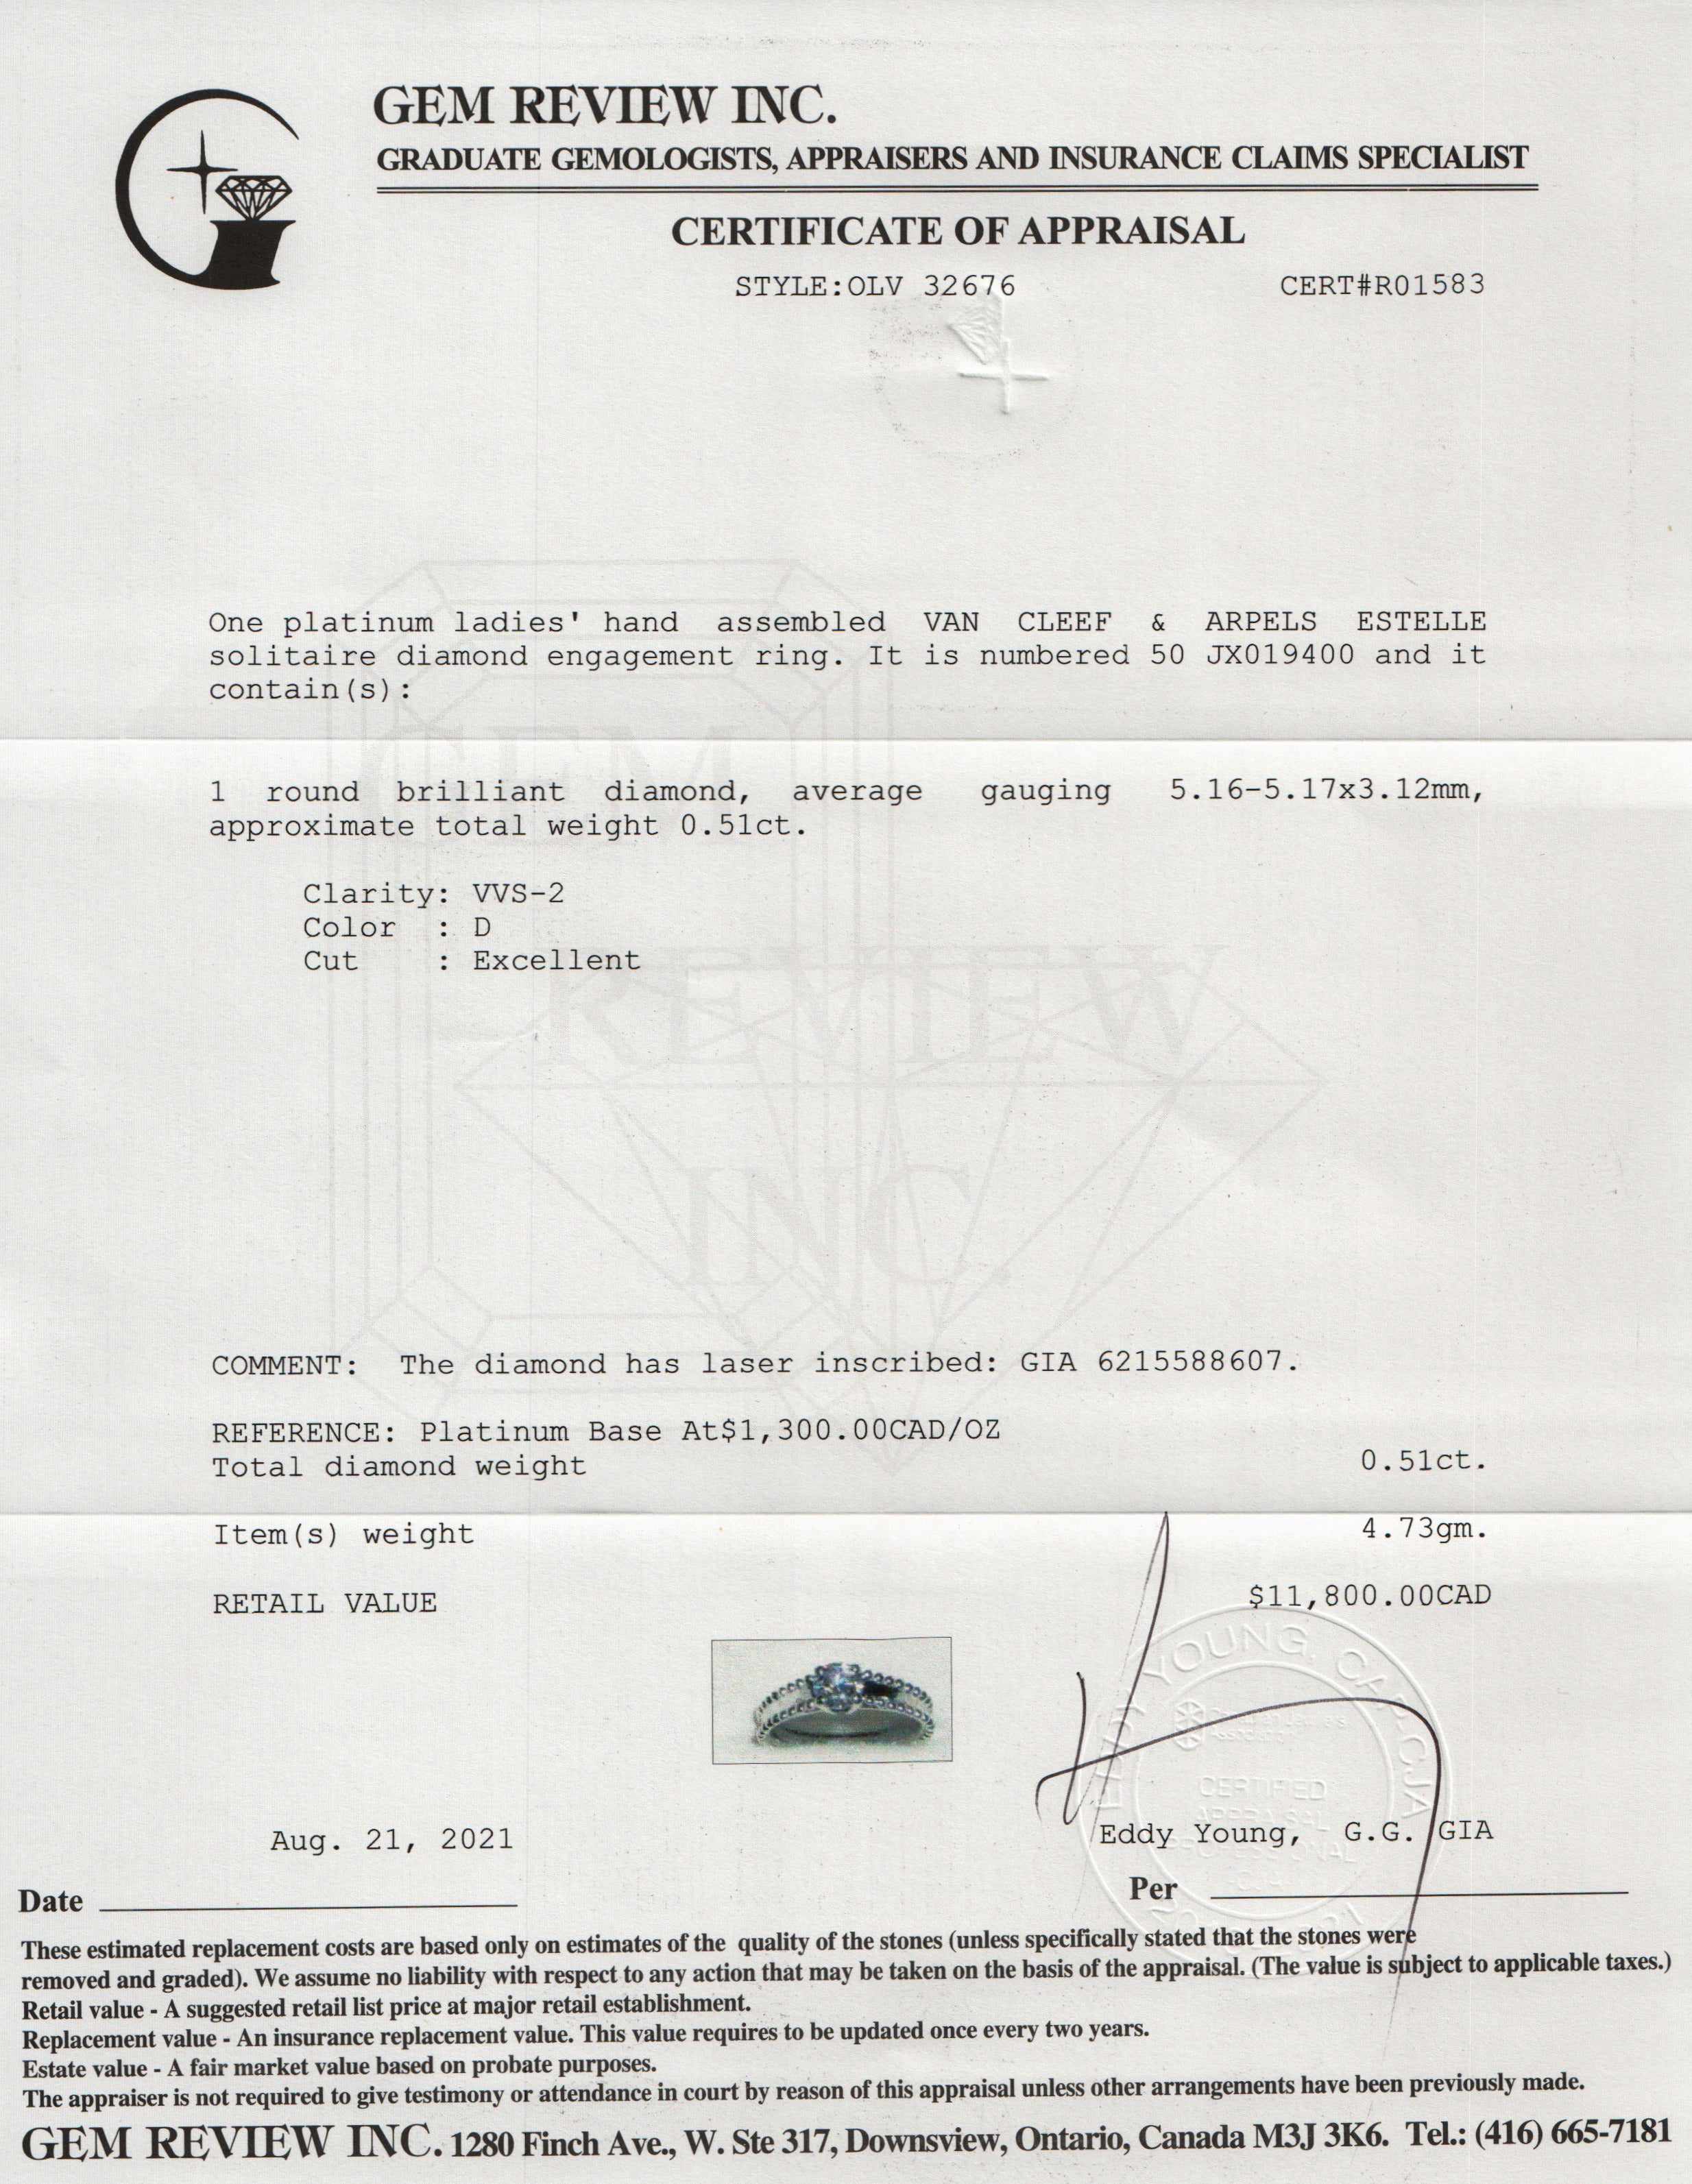 GEM REVIEW INC.
GRADUATE GEMOLOGISTS, APPRAISERS AND INSURANCE CLAIMS SPECIALIST
CERTIFICATE OF APPRAISAL
STYLE:OLV 32676 CERT#R01583
One platinum ladies' hand assembled VAN CLEEF & ARPELS ESTELLE
solitaire diamond engagement ring. It is numbered 50 JX019400 and it
contain(s):
GEM
1 round brilliant diamond, average gauging 5.16-5.17x3.12mm,
approximate total weight 0.51ct.
Clarity: VVS-2
Color : D
Cut : Excellent
REVIEW
INC.
COMMENT: The diamond has laser inscribed: GIA 6215588607.
REFERENCE: Platinum Base At$1,300.00CAD/OZ
Total diamond weight 0.51ct.
Item(s) weight 4.73gm.
RETAIL VALUE $11,800.00CAD
YOUNG, CAP-CJA
CERTIFIED
APPRAISAL
Aug. 21, 2021
Eddy Young, G.G. GIA
Date
Per
These estimated replacement costs are based only on estimates of the quality of the stones (unless specifically stated that the stones were
removed and graded). We assume no liability with respect to any action that may be taken on the basis of the appraisal. (The value is subject to applicable taxes.)
Retail value - A suggested retail list price at major retail establishment.
Replacement value - An insurance replacement value. This value requires to be updated once every two years.
Estate value - A fair market value based on probate purposes.
The appraiser is not required to give testimony or attendance in court by reason of this appraisal unless other arrangements have been previously made.
GEM REVIEW INC. 1280 Finch Ave., W. Ste 317, Downsview, Ontario, Canada M3J 3K6. Tel.: (416) 665-7181